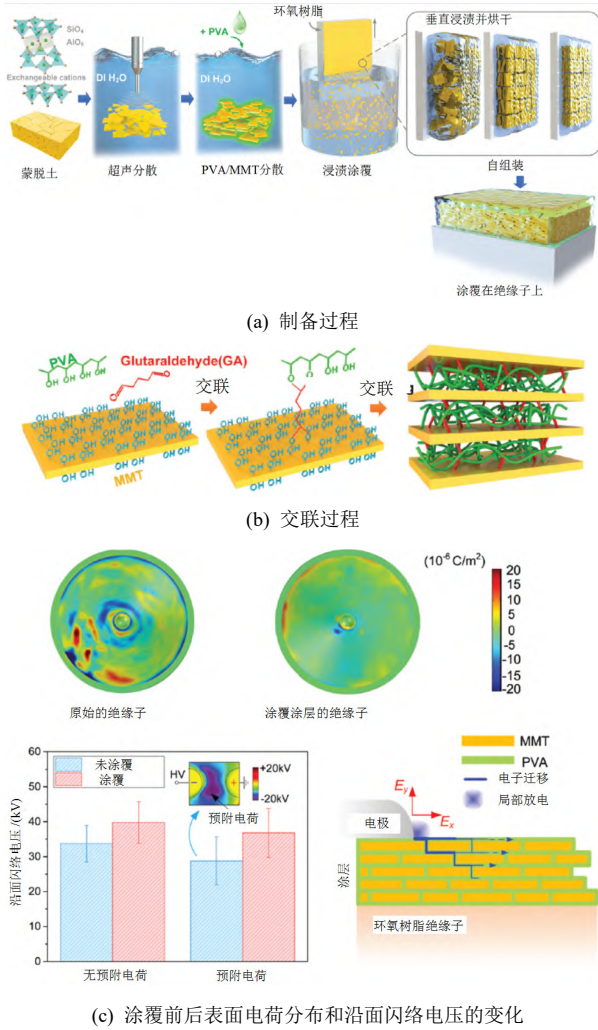 SiO₄
AlO₆
Exchangeable cations
蒙脱土
DI H₂O
超声分散
+ PVA
DI H₂O
PVA/MMT分散
环氧树脂
浸渍涂覆
垂直浸渍并烘干
自组装
涂覆在绝缘子上
(a) 制备过程
PVA
OH OH OH OH
Glutaraldehyde(GA)
交联
交联
OH
MMT
(b) 交联过程
原始的绝缘子
涂覆涂层的绝缘子
(10⁻⁶ C/m²)
20
15
10
5
0
-5
-10
-15
-20
沿面闪络电压/(kV)
60
50
40
30
20
10
0
未涂覆
涂覆
HV
+20kV
-20kV
预附电荷
无预附电荷
预附电荷
MMT
PVA
电子迁移
局部放电
Ey
Ex
电极
涂层
环氧树脂绝缘子
(c) 涂覆前后表面电荷分布和沿面闪络电压的变化